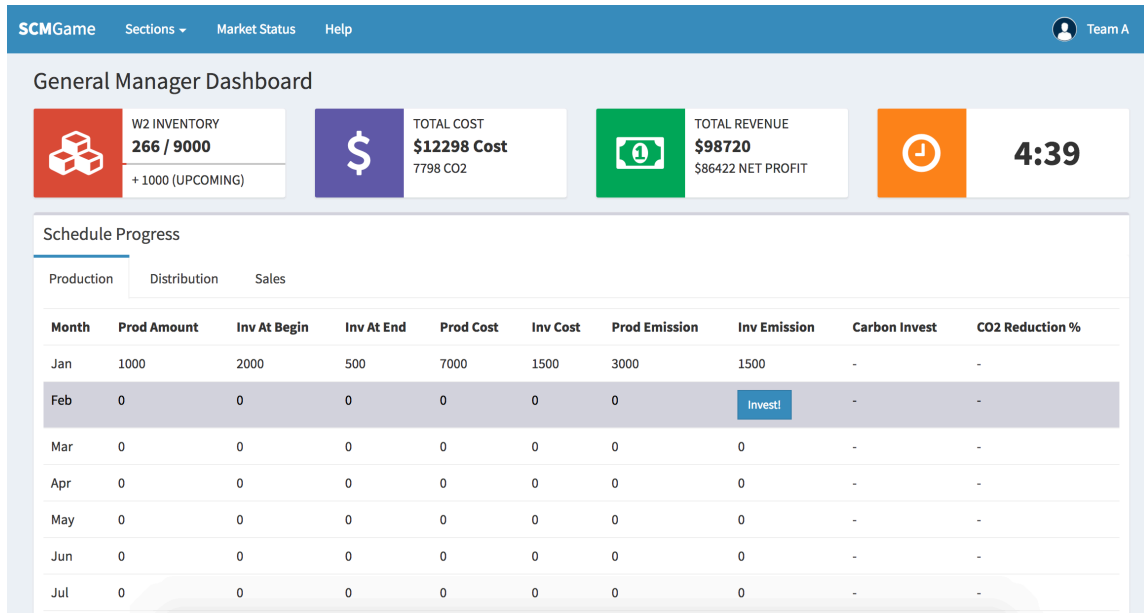 SCMGame Sections Market Status Help Team A
General Manager Dashboard
W2 INVENTORY
266 / 9000
+ 1000 (UPCOMING)
TOTAL COST
$12298 Cost
7798 CO2
TOTAL REVENUE
$98720
$86422 NET PROFIT
4:39
Schedule Progress
Production Distribution Sales
Month Prod Amount Inv At Begin Inv At End Prod Cost Inv Cost Prod Emission Inv Emission Carbon Invest CO2 Reduction %
Jan 1000 2000 500 7000 1500 3000 1500 - -
Feb 0 0 0 0 0 0 Invest! - -
Mar 0 0 0 0 0 0 0 - -
Apr 0 0 0 0 0 0 0 - -
May 0 0 0 0 0 0 0 - -
Jun 0 0 0 0 0 0 0 - -
Jul 0 0 0 0 0 0 0 - -